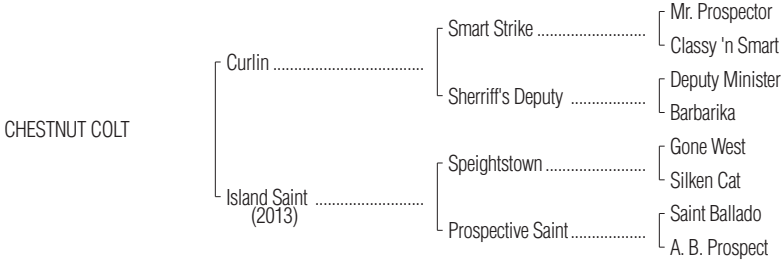 Mr. Prospector
Smart Strike ..........................
Classy 'n Smart
Curlin ....................................
Deputy Minister
Sherriff's Deputy ..................
Barbarika
CHESTNUT COLT
Gone West
Speightstown ........................
Silken Cat
Island Saint ..........................
(2013)
Saint Ballado
Prospective Saint ..................
A. B. Prospect